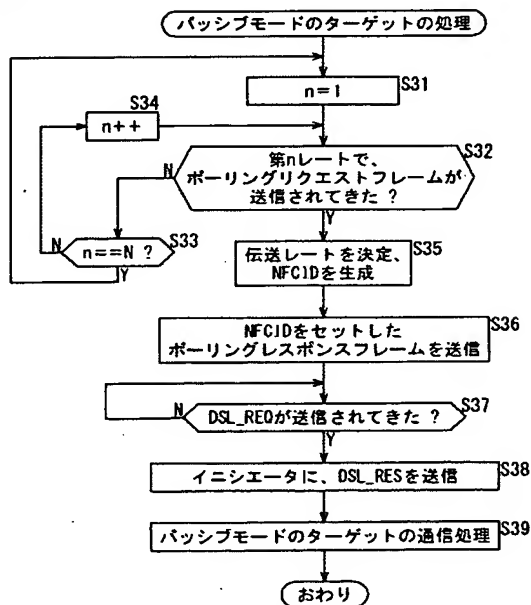 パッシブモードのターゲットの処理
S31
n=1
S34
n++
S32
第nレートで、
ポーリングリクエストフレームが
送信されてきた ?
N
Y
S33
n==N ?
N
Y
S35
伝送レートを決定、
NFCIDを生成
S36
NFCIDをセットした
ポーリングレスポンスフレームを送信
S37
DSL_REQが送信されてきた ?
N
Y
S38
イニシエータに、DSL_RESを送信
S39
パッシブモードのターゲットの通信処理
おわり